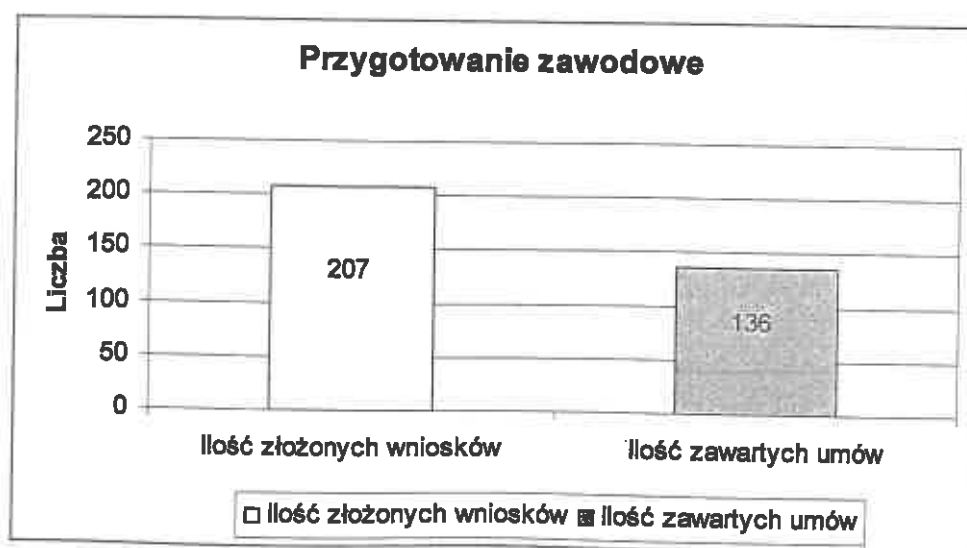 Przygotowanie zawodowe
250
200
150
100
50
0
Liczba
207
136
Ilość złożonych wniosków
Ilość zawartych umów
Ilość złożonych wniosków Ilość zawartych umów